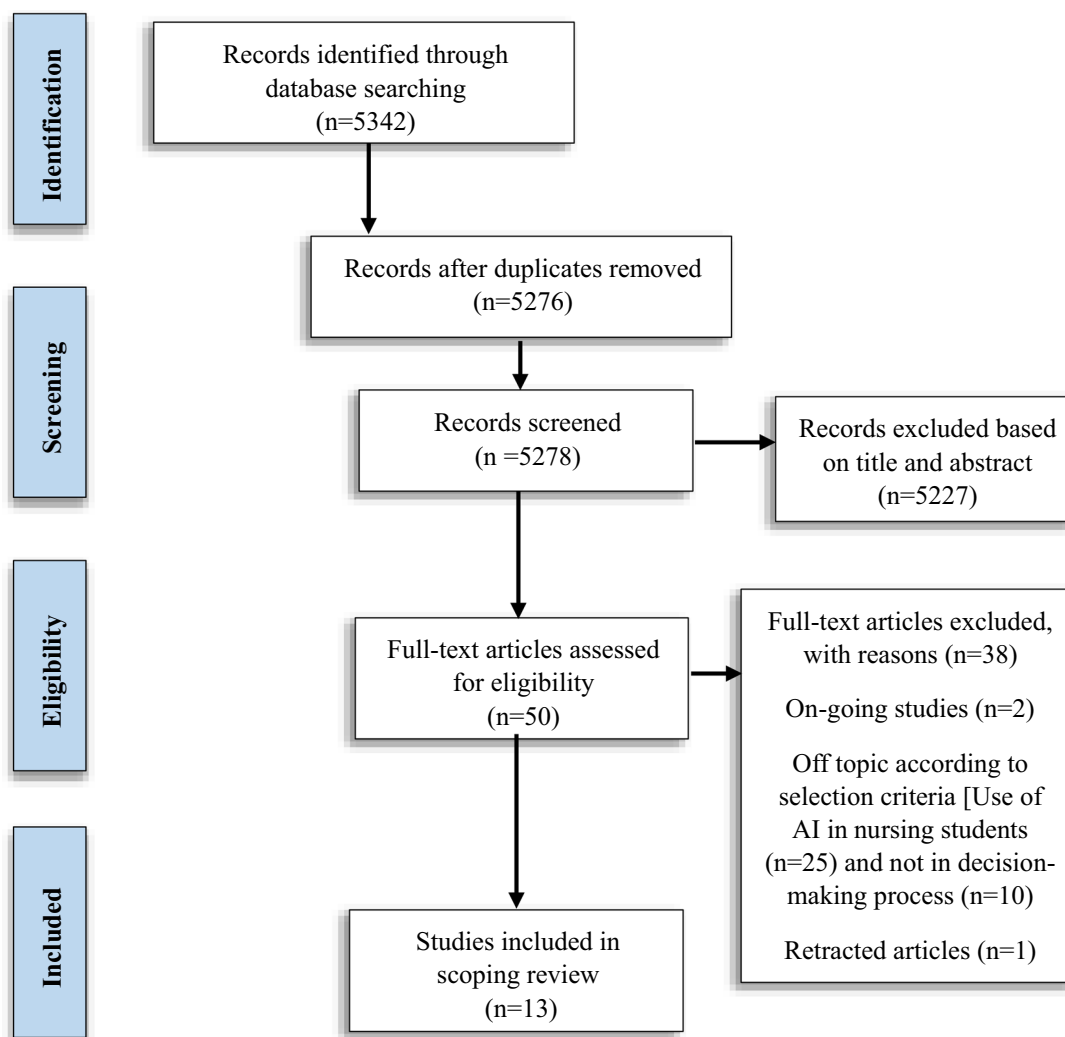 Identification
Records identified through
database searching
(n=5342)
Records after duplicates removed
(n=5276)
Screening
Records screened
(n =5278)
Records excluded based
on title and abstract
(n=5227)
Eligibility
Full-text articles assessed
for eligibility
(n=50)
Full-text articles excluded,
with reasons (n=38)
On-going studies (n=2)
Off topic according to
selection criteria [Use of
AI in nursing students
(n=25) and not in decision-
making process (n=10)
Retracted articles (n=1)
Included
Studies included in
scoping review
(n=13)